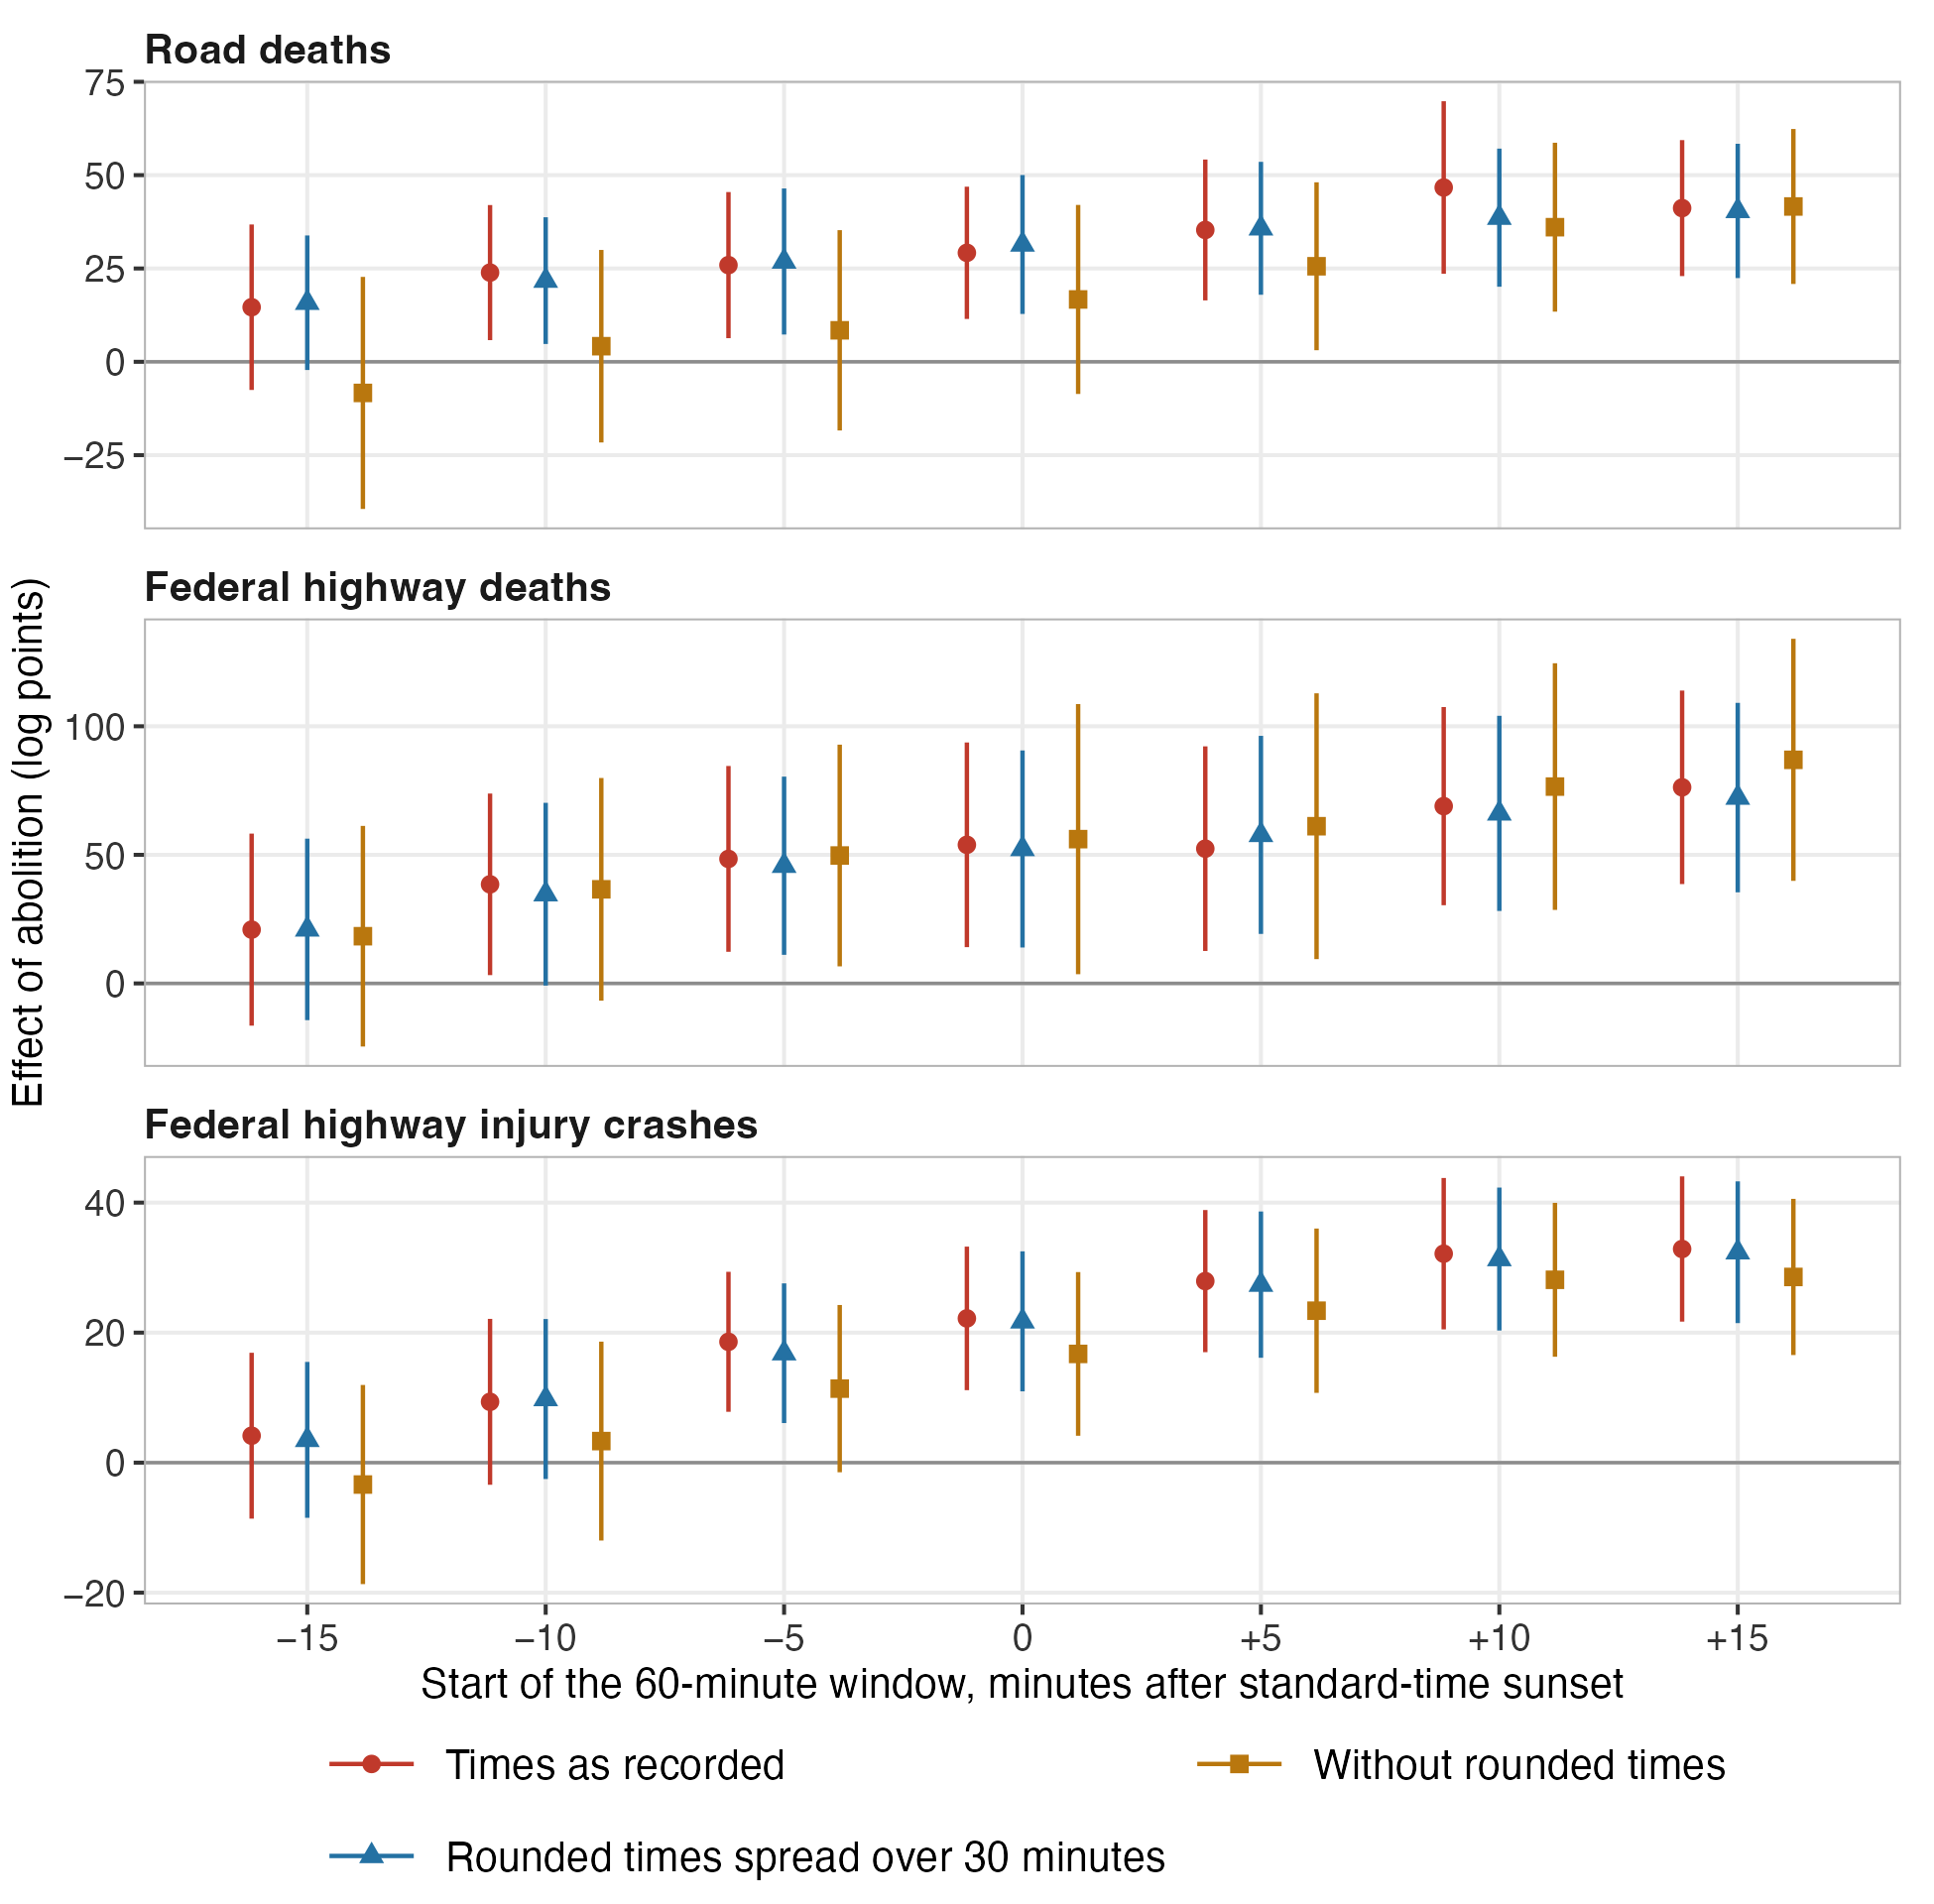 Road deaths
75
50
25
0
−25
Effect of abolition (log points)
Federal highway deaths
100
50
0
Federal highway injury crashes
40
20
0
−20
−15 −10 −5 0 +5 +10 +15
Start of the 60-minute window, minutes after standard-time sunset
Times as recorded
Without rounded times
Rounded times spread over 30 minutes